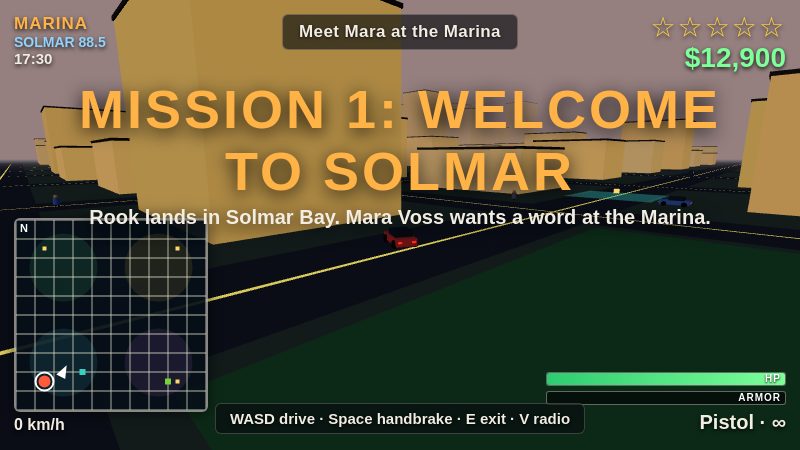 MARINA
SOLMAR 88.5
17:30
Meet Mara at the Marina
☆☆☆☆☆
$12,900
MISSION 1: WELCOME
TO SOLMAR
Rook lands in Solmar Bay. Mara Voss wants a word at the Marina.
N
0 km/h
WASD drive · Space handbrake · E exit · V radio
HP
ARMOR
Pistol · ∞